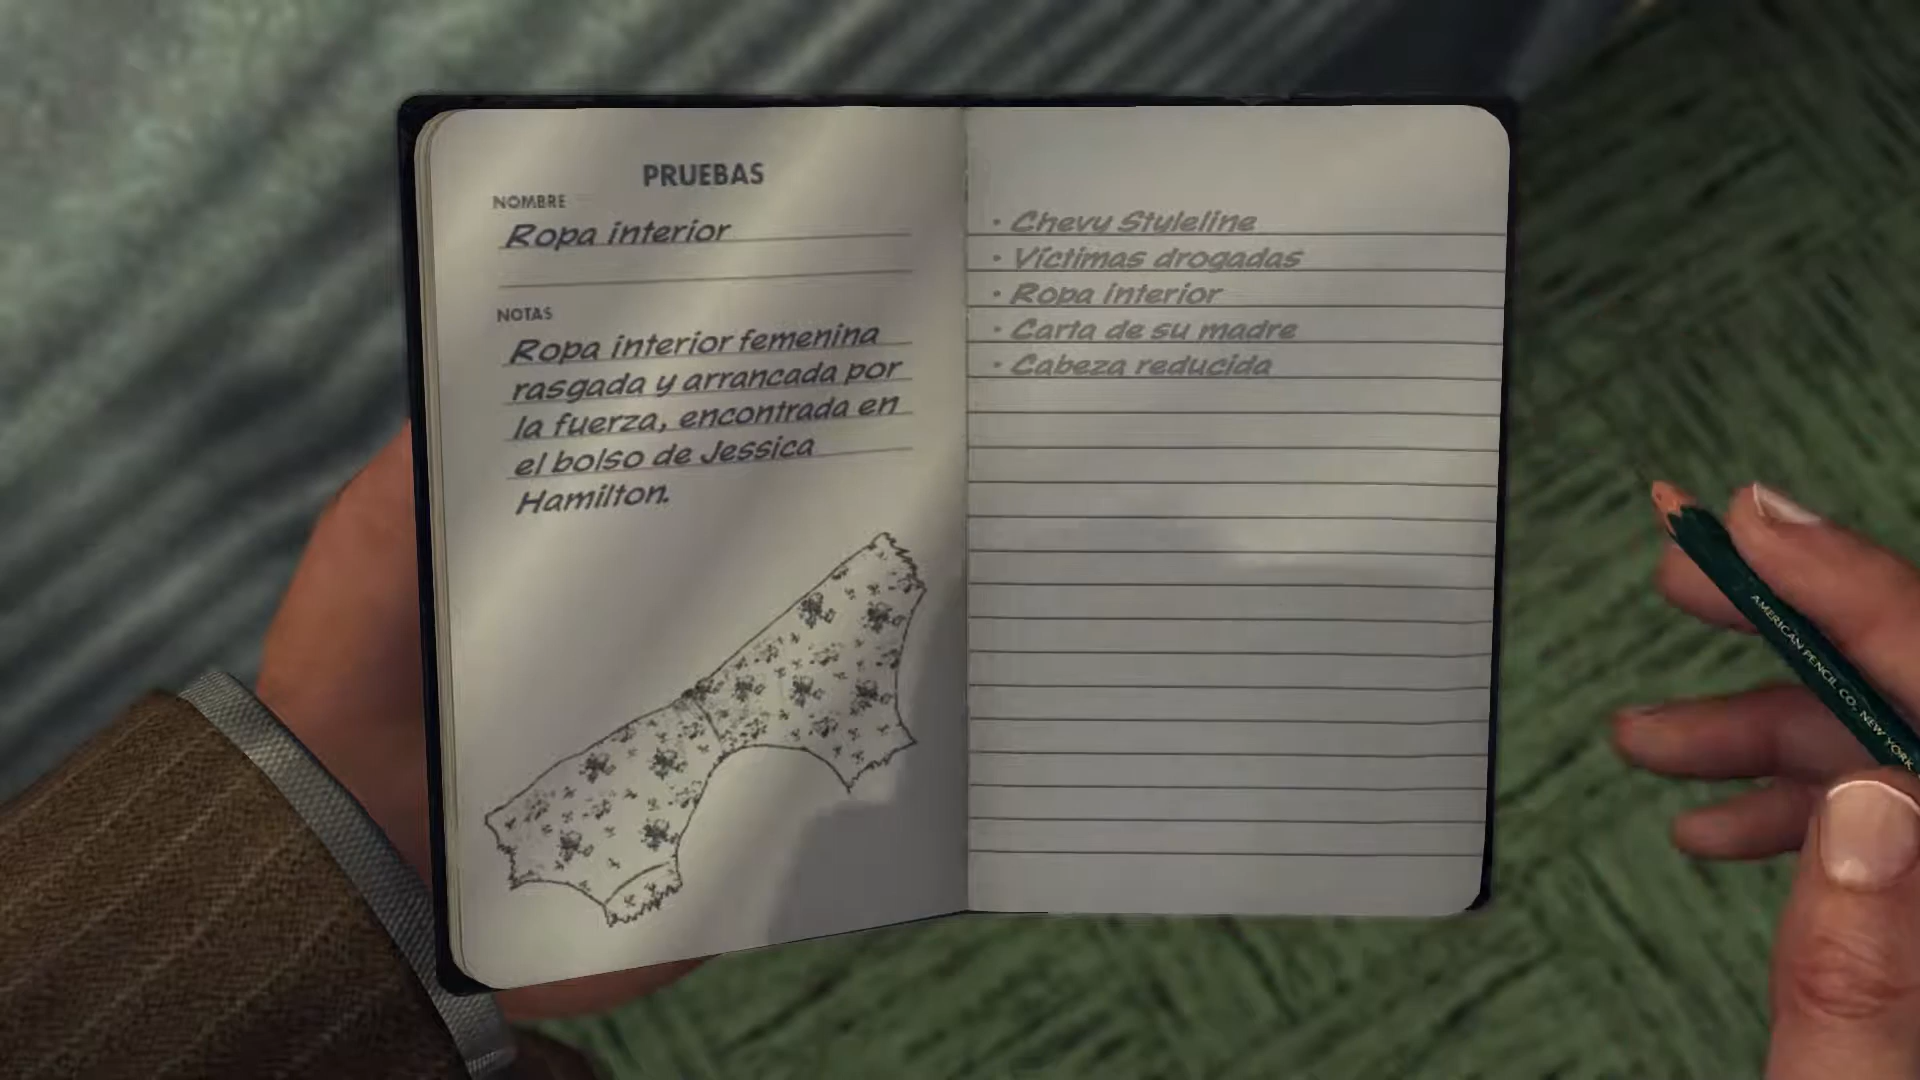 PRUEBAS
NOMBRE
Ropa interior
NOTAS
Ropa interior femenina
rasgada y arrancada por
la fuerza, encontrada en
el bolso de Jessica
Hamilton.
• Chevy Styleline
• Víctimas drogadas
• Ropa interior
• Carta de su madre
• Cabeza reducida
AMERICAN PENCIL CO., NEW YORK